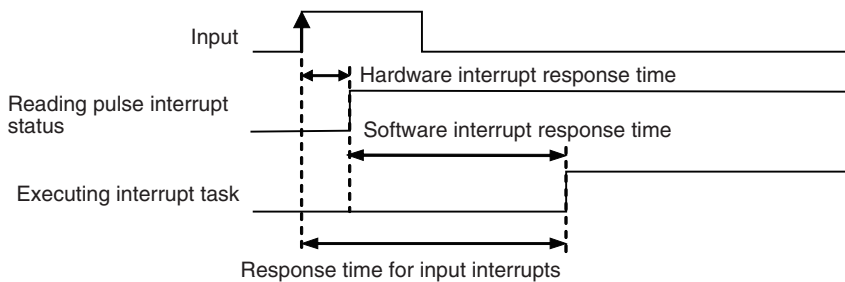 Input
Hardware interrupt response time
Reading pulse interrupt
status
Software interrupt response time
Executing interrupt task
Response time for input interrupts